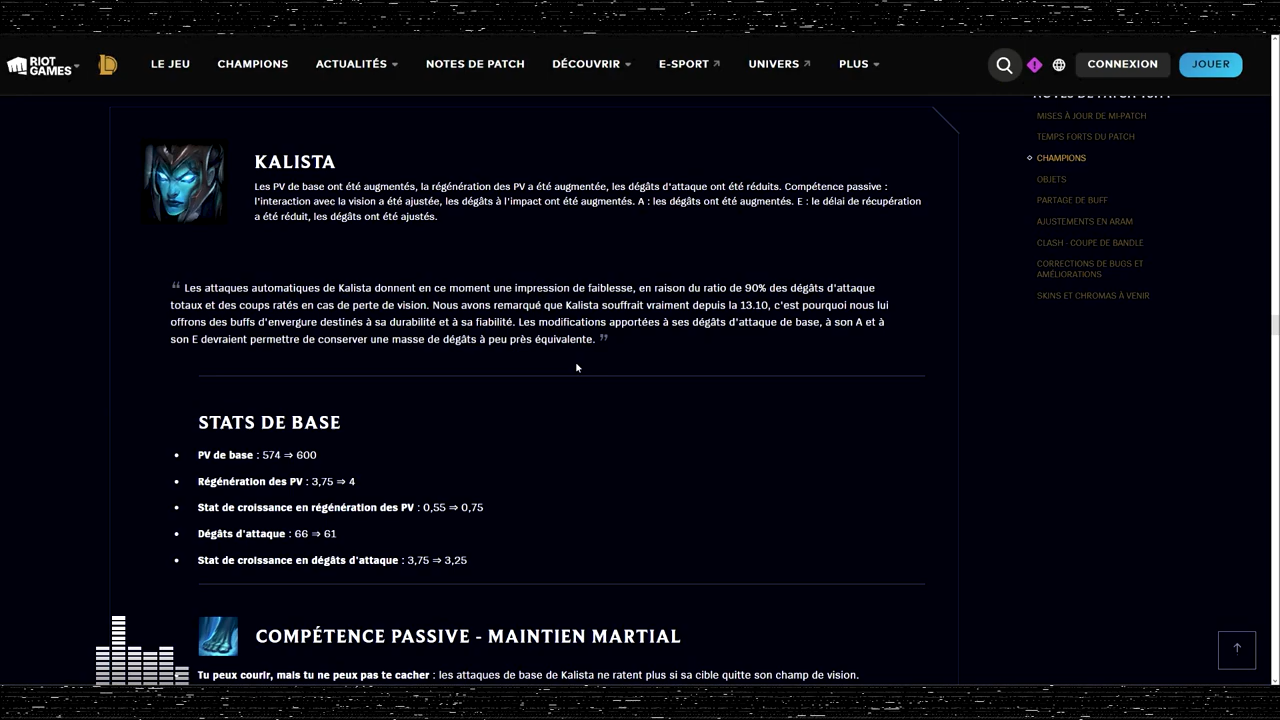 RIOT
GAMES
LE JEU
CHAMPIONS
ACTUALITÉS
NOTES DE PATCH
DÉCOUVRIR
E-SPORT
UNIVERS
PLUS
CONNEXION
JOUER
KALISTA
Les PV de base ont été augmentés, la régénération des PV a été augmentée, les dégâts d'attaque ont été réduits. Compétence passive :
l'interaction avec la vision a été ajustée, les dégâts à l'impact ont été augmentés. A : les dégâts ont été augmentés. E : le délai de récupération
a été réduit, les dégâts ont été ajustés.
“ Les attaques automatiques de Kalista donnent en ce moment une impression de faiblesse, en raison du ratio de 90% des dégâts d'attaque
totaux et des coups ratés en cas de perte de vision. Nous avons remarqué que Kalista souffrait vraiment depuis la 13.10, c'est pourquoi nous lui
offrons des buffs d'envergure destinés à sa durabilité et à sa fiabilité. Les modifications apportées à ses dégâts d'attaque de base, à son A et à
son E devraient permettre de conserver une masse de dégâts à peu près équivalente. ”
STATS DE BASE
• PV de base : 574 ⇒ 600
• Régénération des PV : 3,75 ⇒ 4
• Stat de croissance en régénération des PV : 0,55 ⇒ 0,75
• Dégâts d'attaque : 66 ⇒ 61
• Stat de croissance en dégâts d'attaque : 3,75 ⇒ 3,25
COMPÉTENCE PASSIVE - MAINTIEN MARTIAL
• Tu peux courir, mais tu ne peux pas te cacher : les attaques de base de Kalista ne ratent plus si sa cible quitte son champ de vision.
MISES À JOUR DE MI-PATCH
TEMPS FORTS DU PATCH
CHAMPIONS
OBJETS
PARTAGE DE BUFF
AJUSTEMENTS EN ARAM
CLASH - COUPE DE BANDLE
CORRECTIONS DE BUGS ET
AMÉLIORATIONS
SKINS ET CHROMAS À VENIR